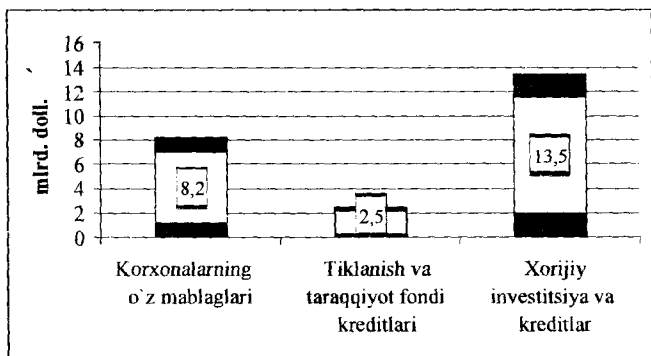 mlrd. doll.
16
14
12
10
8
6
4
2
0
8,2
2,5
13,5
Korxonalarning
o`z mablaglari
Tiklanish va
taraqqiyot fondi
kreditlari
Xorijiy
investitsiya va
kreditlar